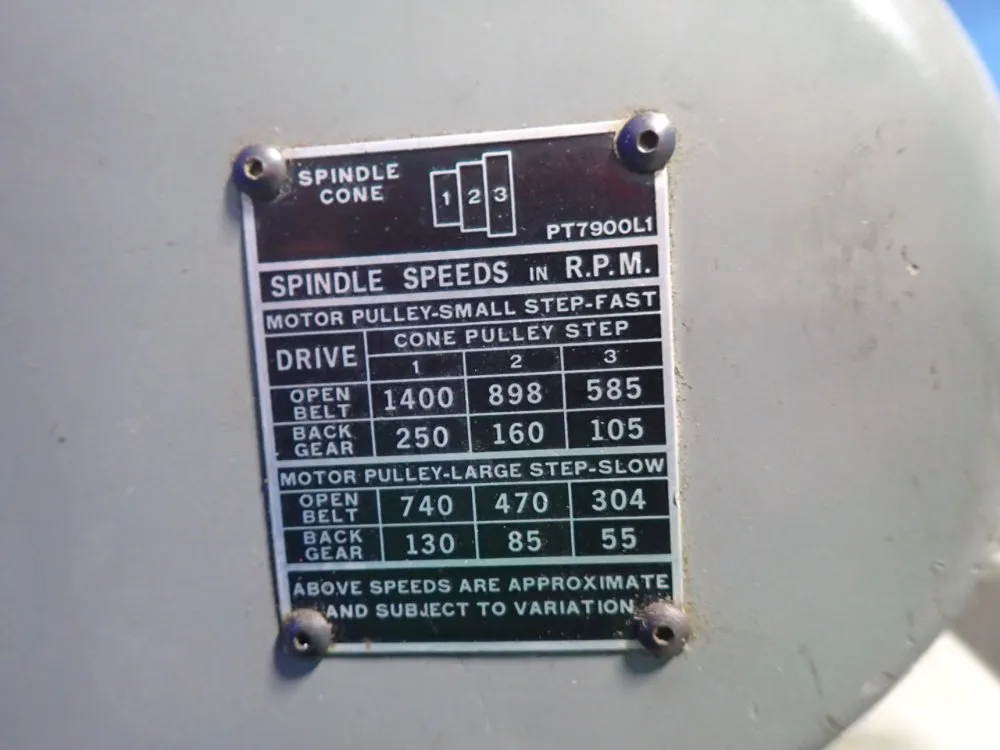 SPINDLE
CONE
1 2 3
PT7900L1
SPINDLE SPEEDS IN R.P.M.
MOTOR PULLEY-SMALL STEP-FAST
DRIVE
CONE PULLEY STEP
1 2 3
OPEN BELT 1400 898 585
BACK GEAR 250 160 105
MOTOR PULLEY-LARGE STEP-SLOW
OPEN BELT 740 470 304
BACK GEAR 130 85 55
ABOVE SPEEDS ARE APPROXIMATE
AND SUBJECT TO VARIATION